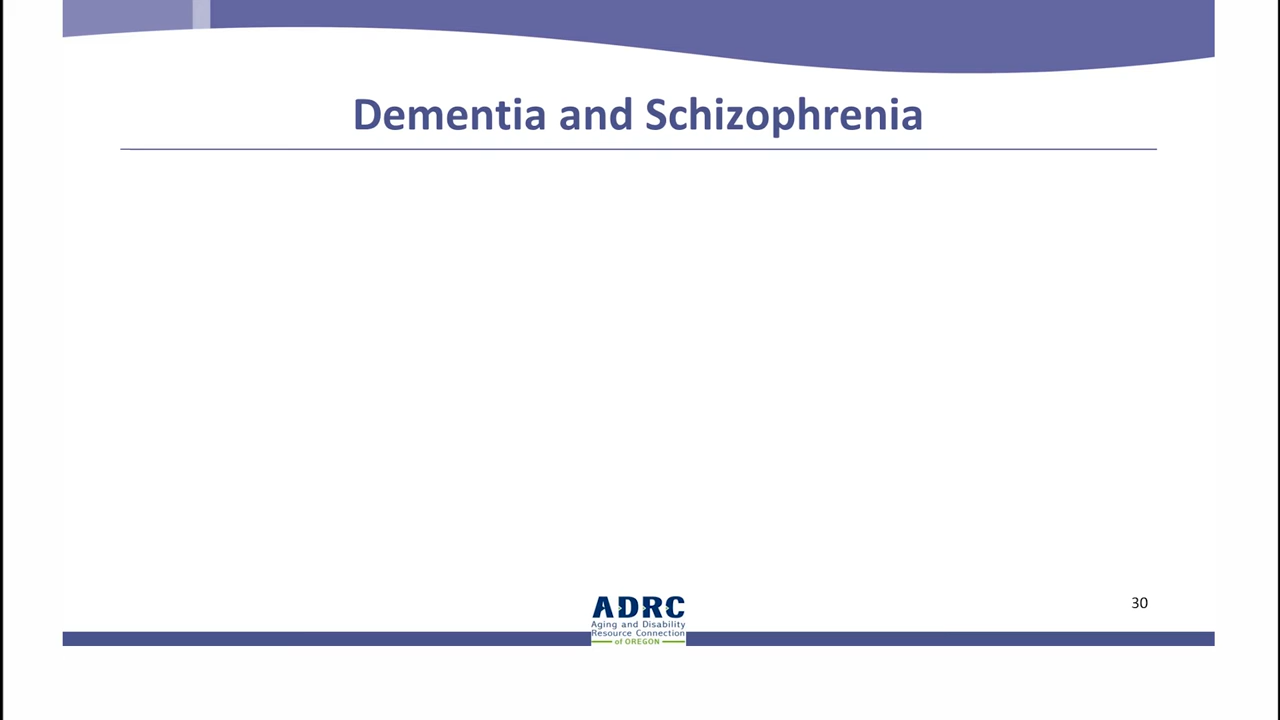 Dementia and Schizophrenia
30
ADRC
Aging and Disability
Resource Connection
of OREGON